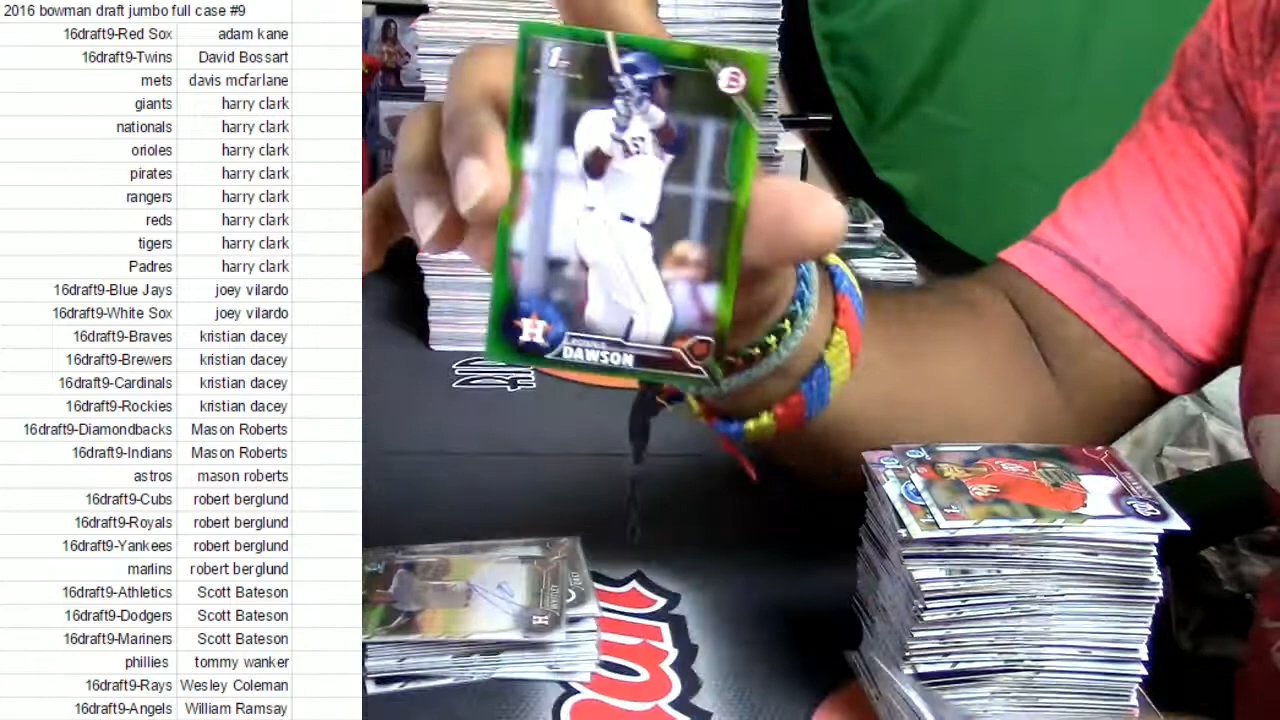 2016 bowman draft jumbo full case #9
16draft9-Red Sox adam kane
16draft9-Twins David Bossart
mets davis mcfarlane
giants harry clark
nationals harry clark
orioles harry clark
pirates harry clark
rangers harry clark
reds harry clark
tigers harry clark
Padres harry clark
16draft9-Blue Jays joey vilardo
16draft9-White Sox joey vilardo
16draft9-Braves kristian dacey
16draft9-Brewers kristian dacey
16draft9-Cardinals kristian dacey
16draft9-Rockies kristian dacey
16draft9-Diamondbacks Mason Roberts
16draft9-Indians Mason Roberts
astros mason roberts
16draft9-Cubs robert berglund
16draft9-Royals robert berglund
16draft9-Yankees robert berglund
marlins robert berglund
16draft9-Athletics Scott Bateson
16draft9-Dodgers Scott Bateson
16draft9-Mariners Scott Bateson
phillies tommy wanker
16draft9-Rays Wesley Coleman
16draft9-Angels William Ramsay
1st
B
H
DAWSON
H